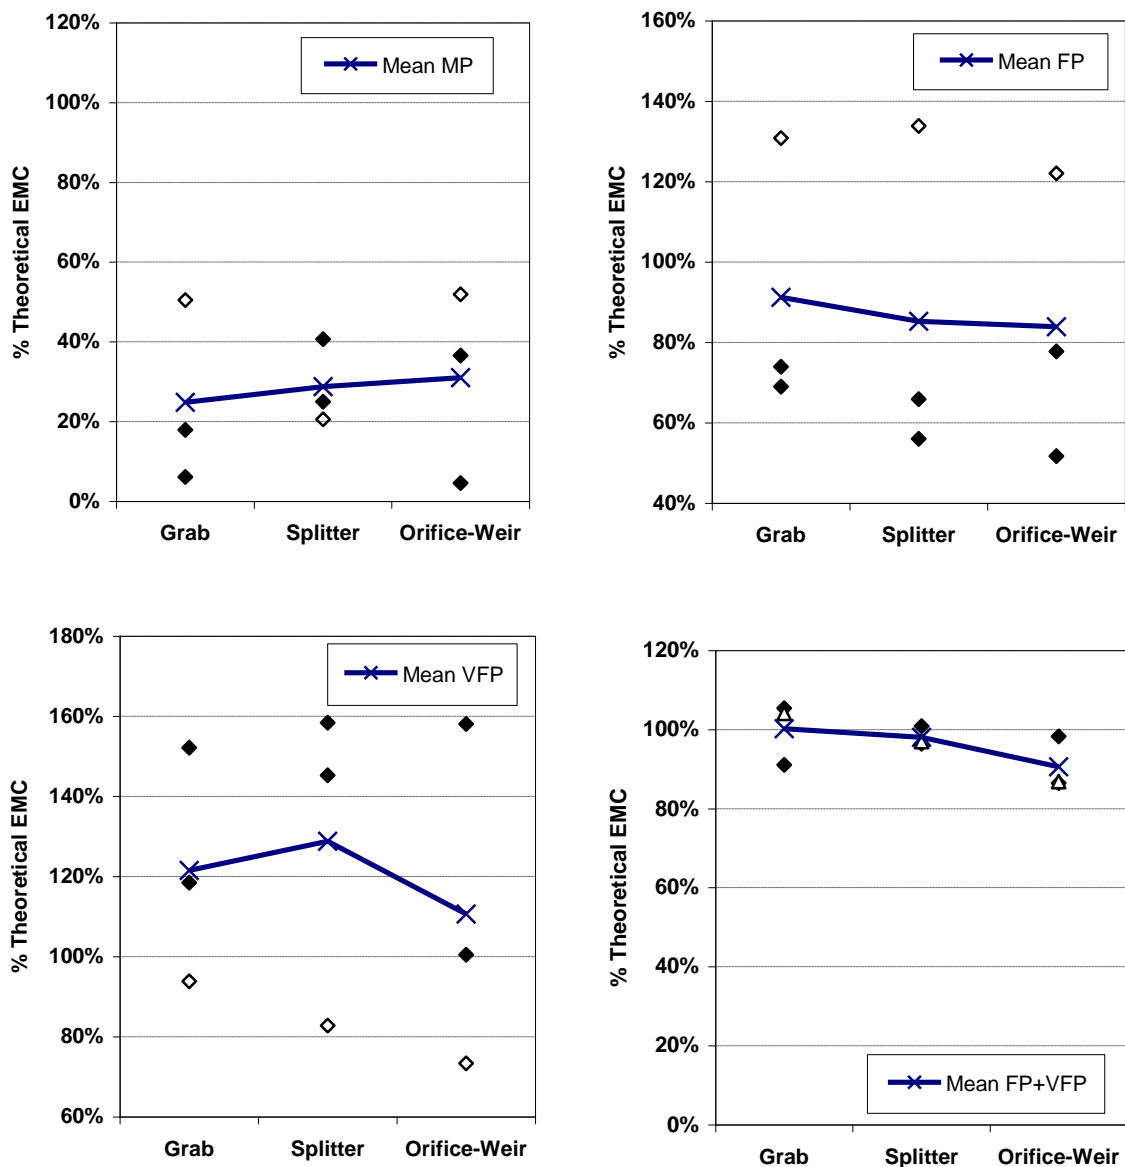 120%
100%
80%
60%
40%
20%
0%
% Theoretical EMC
Mean MP
Grab Splitter Orifice-Weir
160%
140%
120%
100%
80%
60%
40%
% Theoretical EMC
Mean FP
Grab Splitter Orifice-Weir
180%
160%
140%
120%
100%
80%
60%
% Theoretical EMC
Mean VFP
Grab Splitter Orifice-Weir
120%
100%
80%
60%
40%
20%
0%
% Theoretical EMC
Mean FP+VFP
Grab Splitter Orifice-Weir